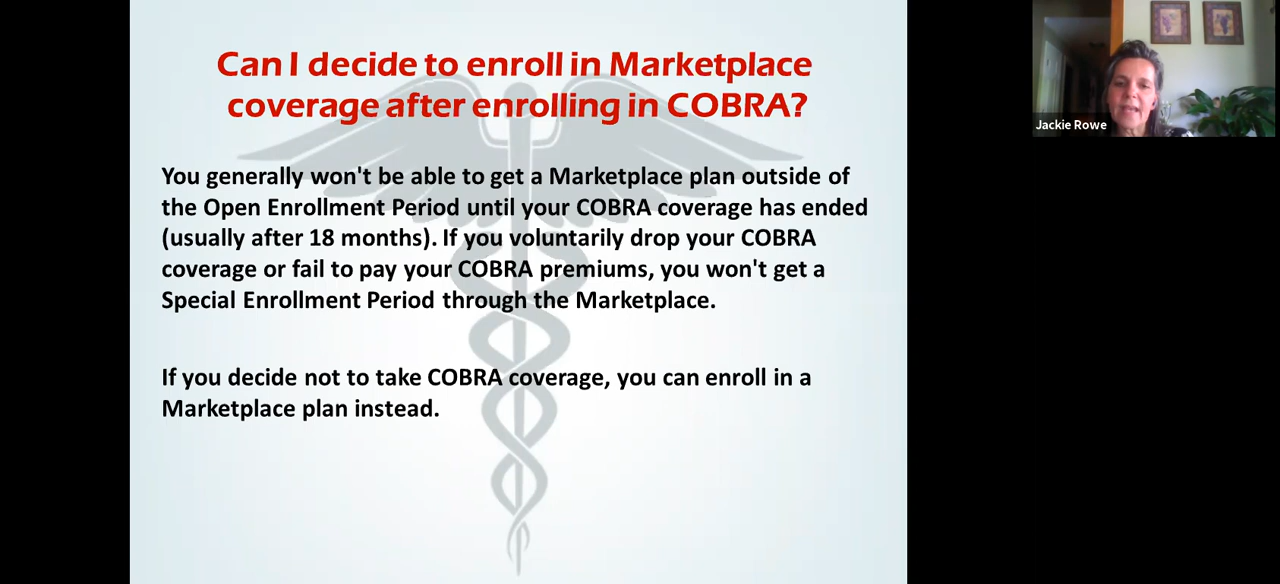 Can I decide to enroll in Marketplace
coverage after enrolling in COBRA?
You generally won't be able to get a Marketplace plan outside of
the Open Enrollment Period until your COBRA coverage has ended
(usually after 18 months). If you voluntarily drop your COBRA
coverage or fail to pay your COBRA premiums, you won't get a
Special Enrollment Period through the Marketplace.
If you decide not to take COBRA coverage, you can enroll in a
Marketplace plan instead.
Jackie Rowe